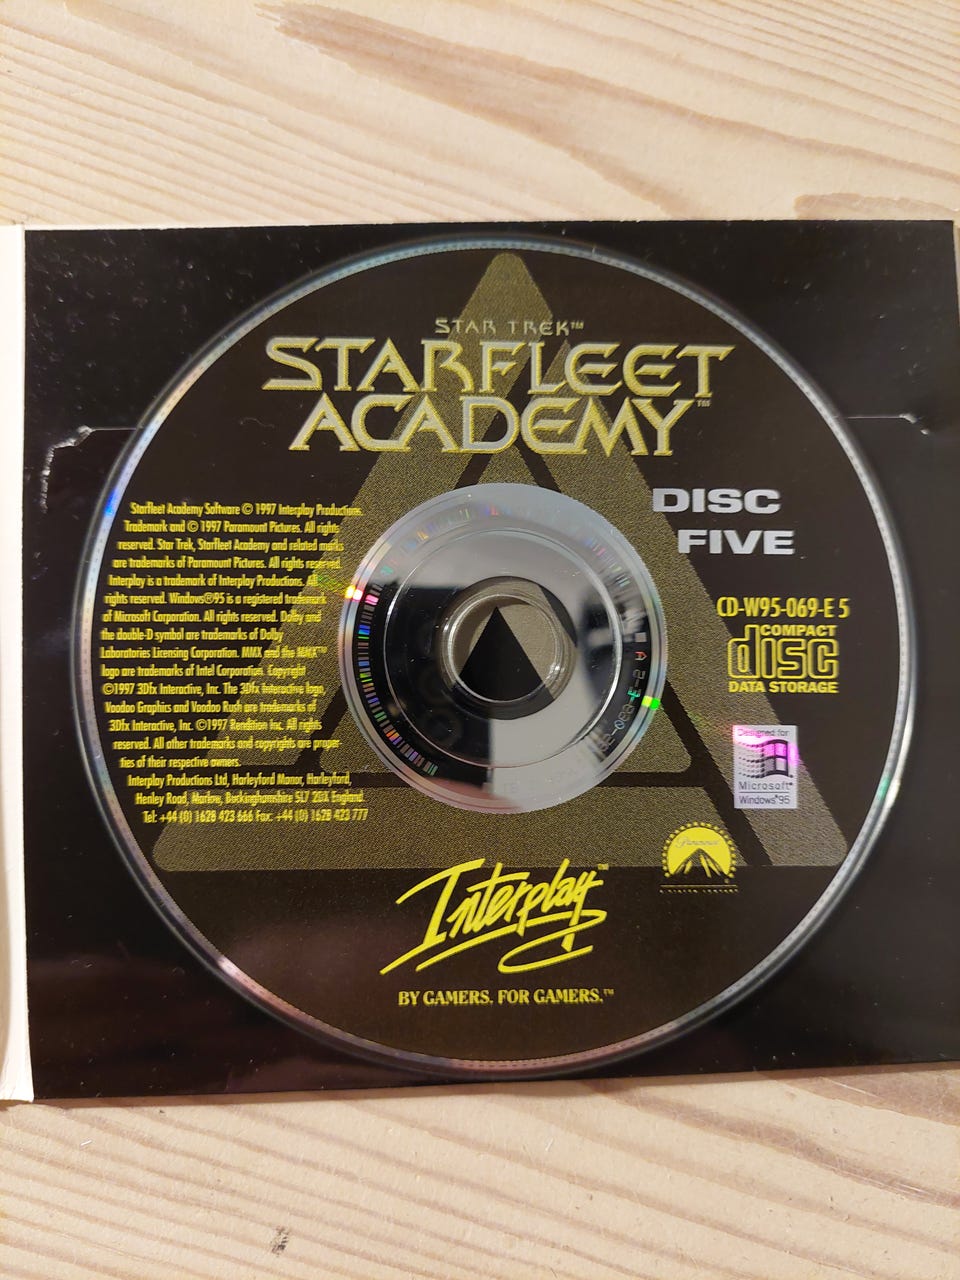 STAR TREK™
STARFLEET
ACADEMY™
DISC
FIVE
Starfleet Academy Software © 1997 Interplay Productions.
Trademark and © 1997 Paramount Pictures. All rights
reserved. Star Trek, Starfleet Academy and related marks
are trademarks of Paramount Pictures. All rights reserved.
Interplay is a trademark of Interplay Productions. All
rights reserved. Windows®95 is a registered trademark
of Microsoft Corporation. All rights reserved. Dolby and
the double-D symbol are trademarks of Dolby
Laboratories Licensing Corporation. MMX and the MMX™
logo are trademarks of Intel Corporation. Copyright
©1997 3Dfx Interactive, Inc. The 3Dfx Interactive logo,
Voodoo Graphics and Voodoo Rush are trademarks of
3Dfx Interactive, Inc. ©1997 Rendition Inc. All rights
reserved. All other trademarks and copyrights are proper-
ties of their respective owners.
Interplay Productions Ltd, Harleyford Manor, Harleyford,
Henley Road, Marlow, Buckinghamshire SL7 2DX England.
Tel: +44 (0) 1628 423 666 Fax: +44 (0) 1628 423 777
CD-W95-069-E 5
COMPACT
disc
DATA STORAGE
Designed for
Microsoft®
Windows®95
Paramount
Interplay™
BY GAMERS. FOR GAMERS.™